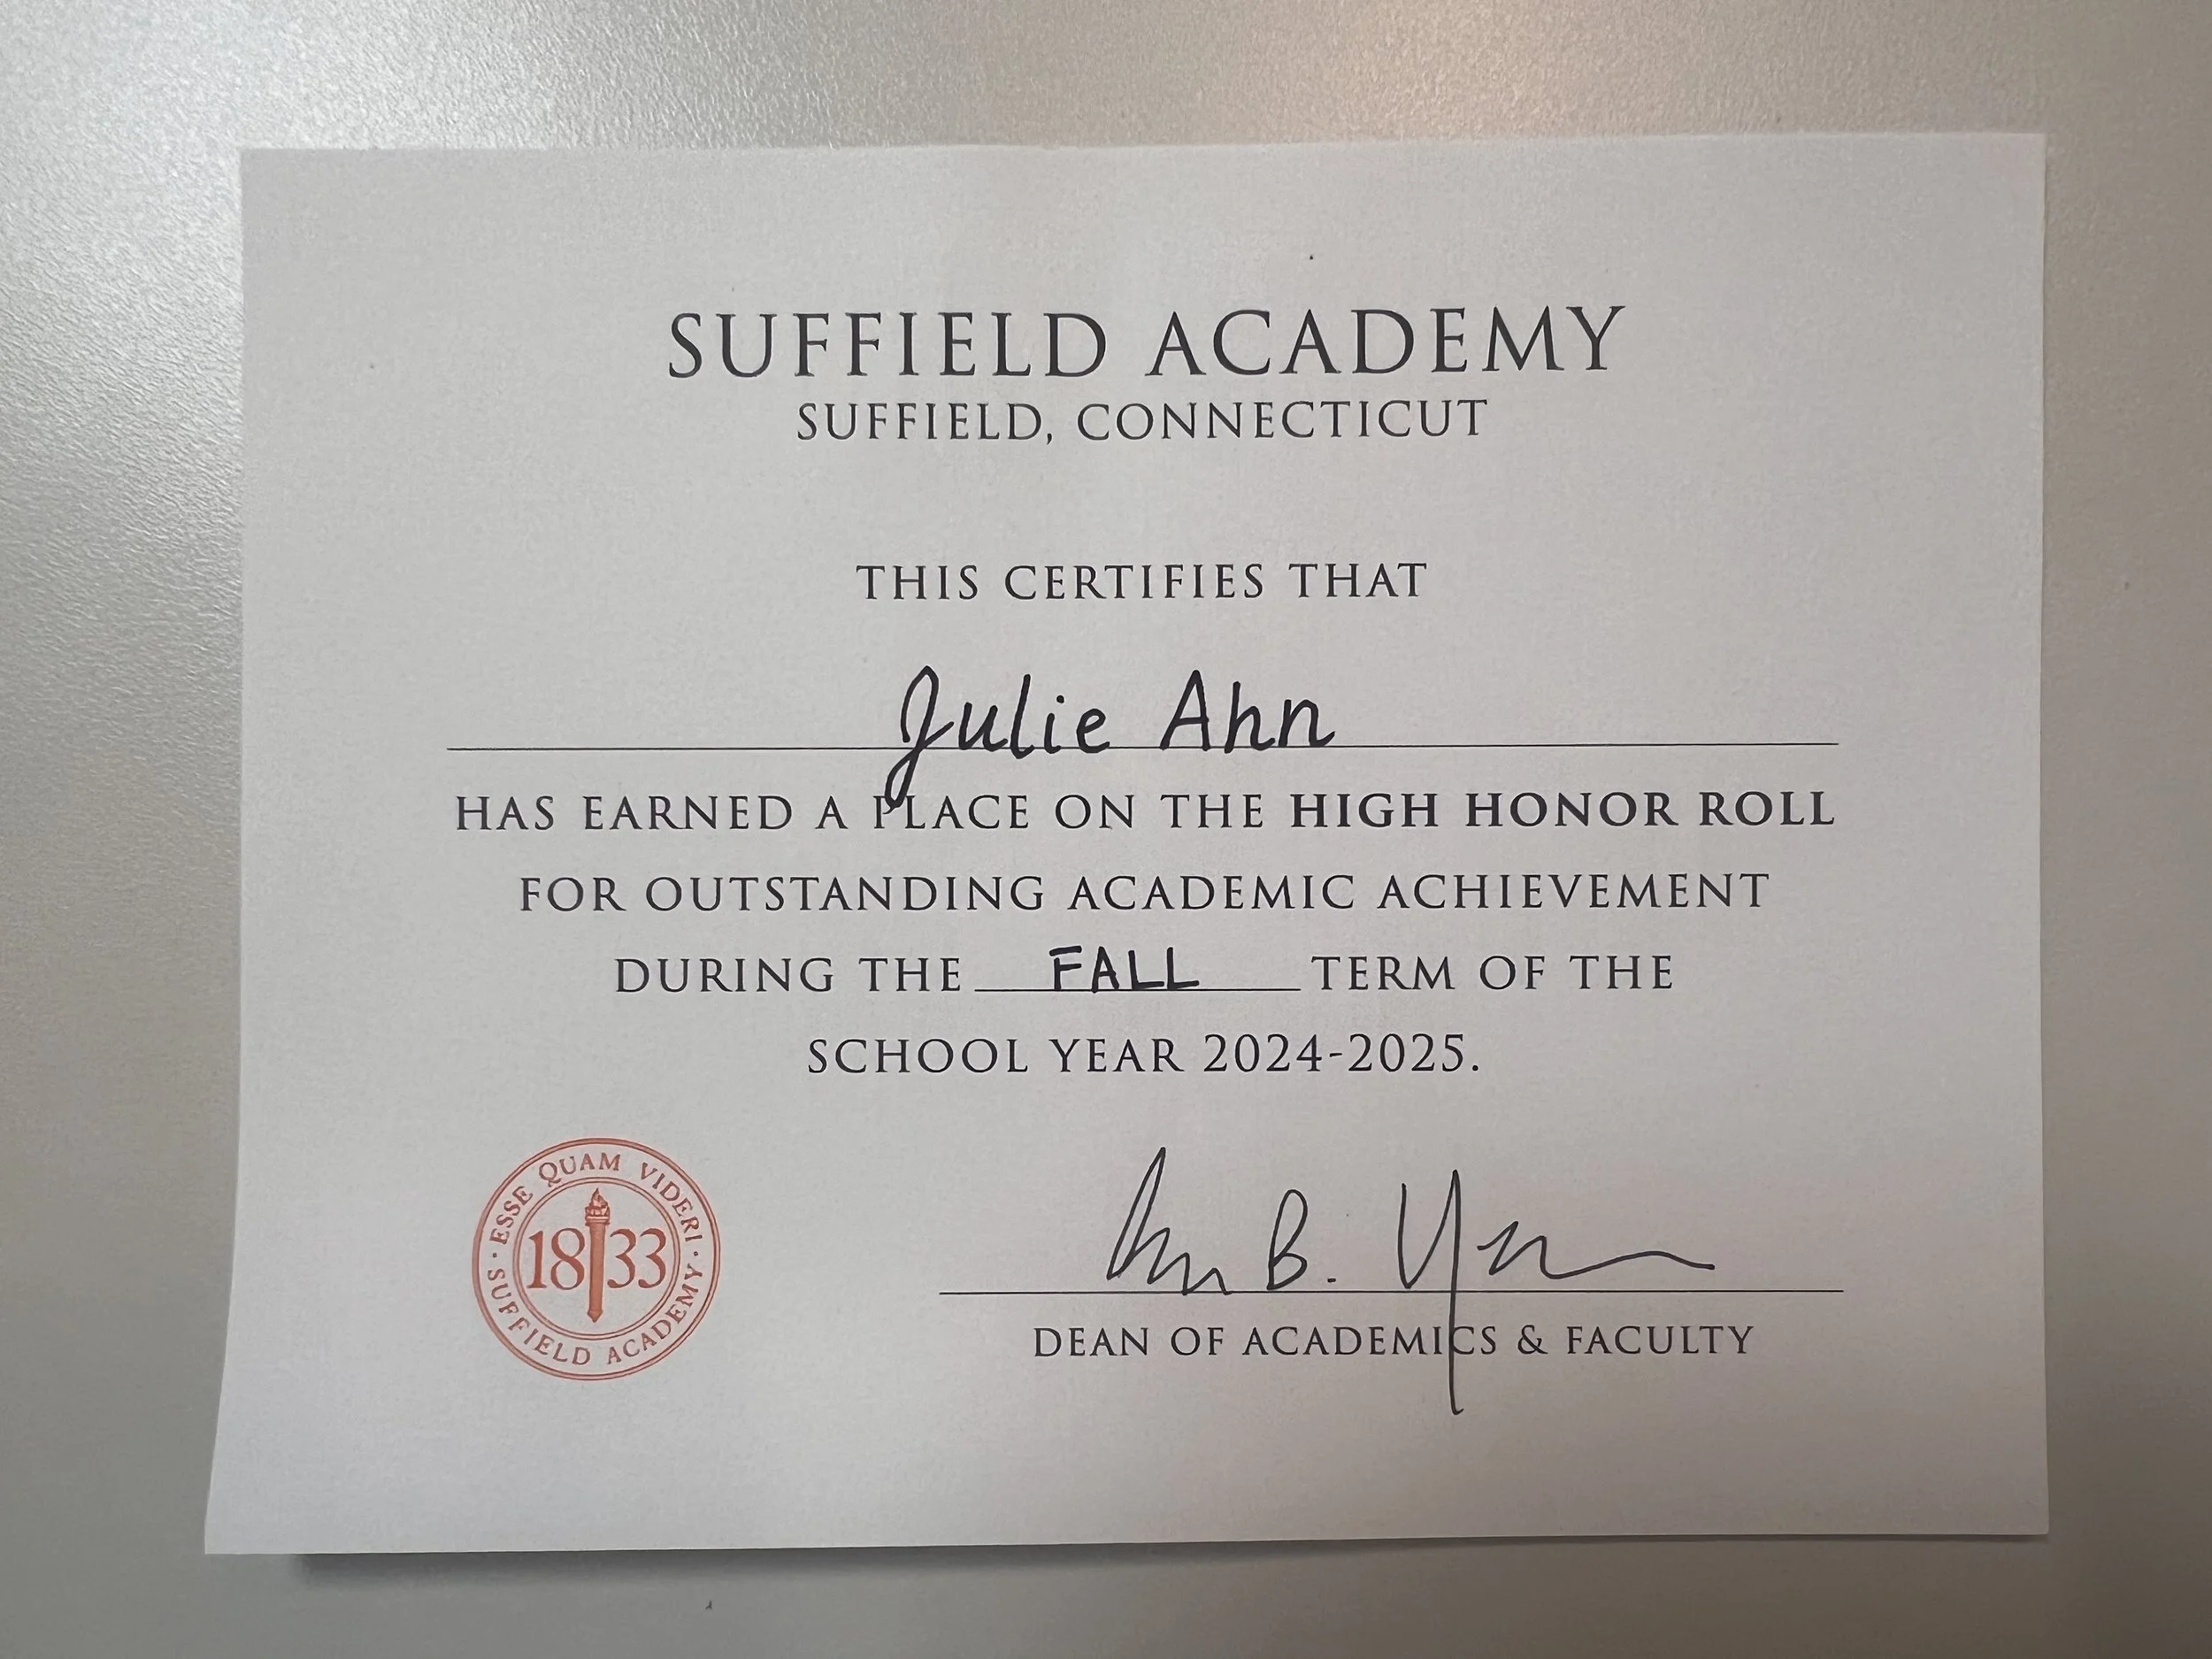 SUFFIELD ACADEMY
SUFFIELD, CONNECTICUT
THIS CERTIFIES THAT
Julie Ahn
HAS EARNED A PLACE ON THE HIGH HONOR ROLL
FOR OUTSTANDING ACADEMIC ACHIEVEMENT
DURING THE FALL TERM OF THE
SCHOOL YEAR 2024-2025.
· ESSE QUAM VIDERI ·
1833
SUFFIELD ACADEMY
B.
DEAN OF ACADEMICS & FACULTY